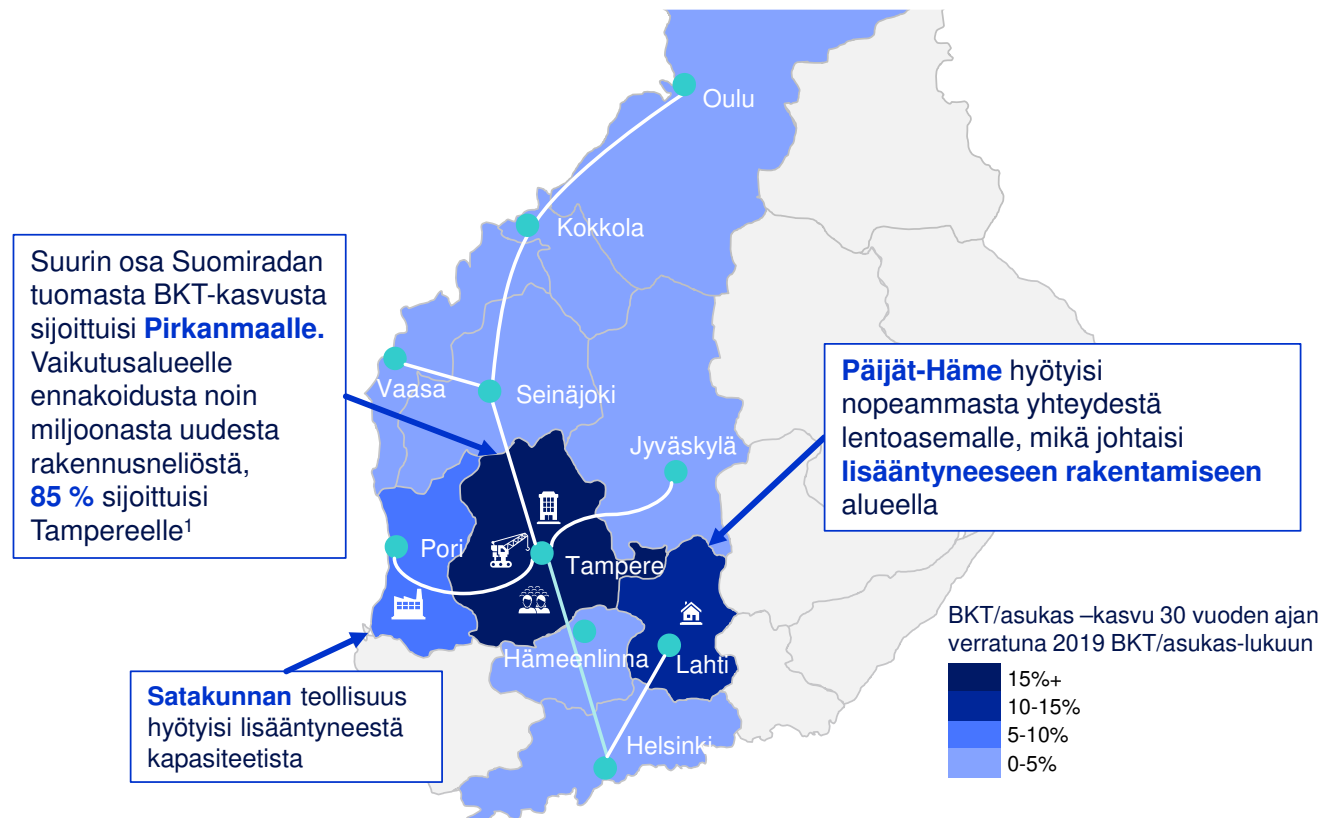 Oulu
Kokkola
Suurin osa Suomiradan
tuomasta BKT-kasvusta
sijoittuisi Pirkanmaalle.
Vaikutusalueelle
ennakoidusta noin
miljoonasta uudesta
rakennusneliöstä,
85 % sijoittuisi
Tampereelle¹
Vaasa
Seinäjoki
Jyväskylä
Päijät-Häme hyötyisi
nopeammasta yhteydestä
lentoasemalle, mikä johtaisi
lisääntyneeseen rakentamiseen
alueella
Pori
Tampere
Hämeenlinna
Lahti
Satakunnan teollisuus
hyötyisi lisääntyneestä
kapasiteetista
Helsinki
BKT/asukas –kasvu 30 vuoden ajan
verratuna 2019 BKT/asukas-lukuun
15%+
10-15%
5-10%
0-5%